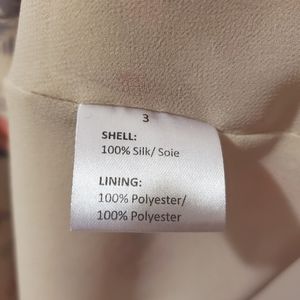 3
SHELL:
100% Silk/ Soie
LINING:
100% Polyester/
100% Polyester